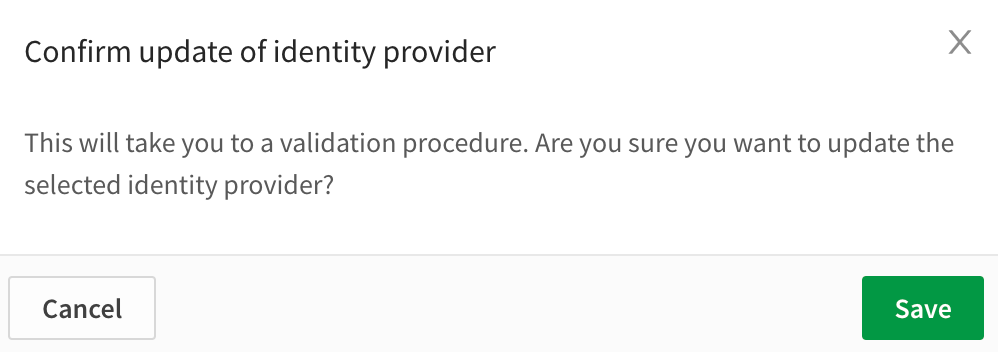 Confirm update of identity provider
This will take you to a validation procedure. Are you sure you want to update the
selected identity provider?
Cancel
Save